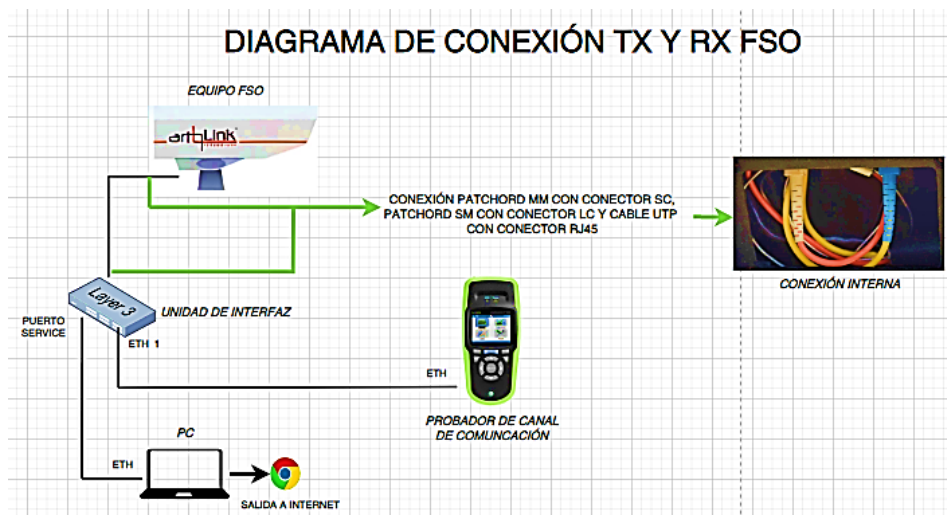 DIAGRAMA DE CONEXIÓN TX Y RX FSO
EQUIPO FSO
CONEXIÓN PATCHORD MM CON CONECTOR SC,
PATCHORD SM CON CONECTOR LC Y CABLE UTP
CON CONECTOR RJ45
CONEXIÓN INTERNA
Layer 3
UNIDAD DE INTERFAZ
PUERTO
SERVICE
ETH 1
ETH
PROBADOR DE CANAL
DE COMUNCACIÓN
PC
ETH
SALIDA A INTERNET